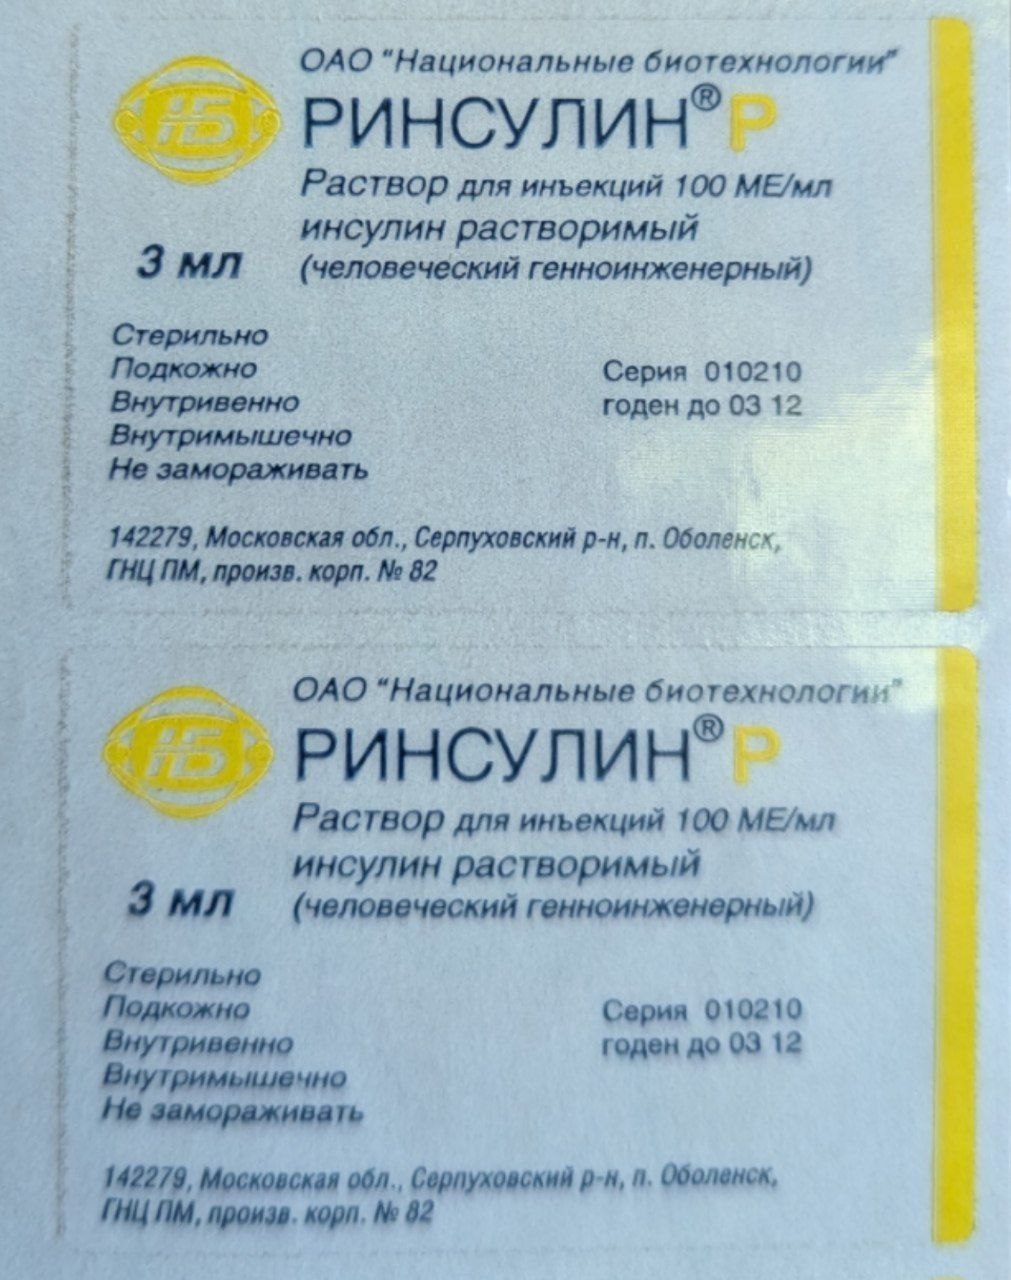 ОАО "Национальные биотехнологии"
НБ
РИНСУЛИН® Р
Раствор для инъекций 100 МЕ/мл
инсулин растворимый
3 мл (человеческий генноинженерный)
Стерильно
Подкожно
Серия 010210
Внутривенно
годен до 03 12
Внутримышечно
Не замораживать
142279, Московская обл., Серпуховский р-н, п. Оболенск,
ГНЦ ПМ, произв. корп. № 82
ОАО "Национальные биотехнологии"
НБ
РИНСУЛИН® Р
Раствор для инъекций 100 МЕ/мл
инсулин растворимый
3 мл (человеческий генноинженерный)
Стерильно
Подкожно
Серия 010210
Внутривенно
годен до 03 12
Внутримышечно
Не замораживать
142279, Московская обл., Серпуховский р-н, п. Оболенск,
ГНЦ ПМ, произв. корп. № 82